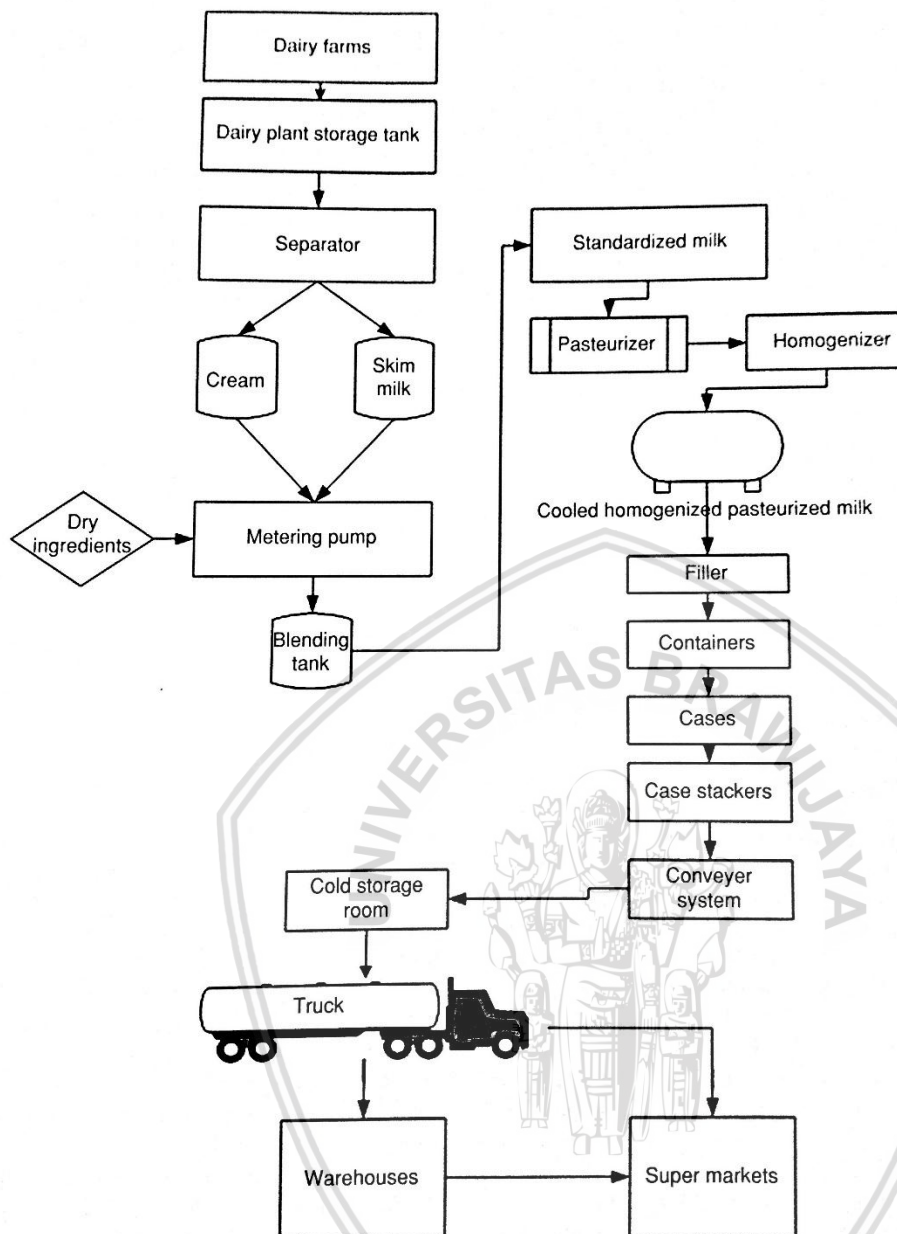 Dairy farms
Dairy plant storage tank
Separator
Cream
Skim
milk
Dry
ingredients
Metering pump
Blending
tank
Standardized milk
Pasteurizer
Homogenizer
Cooled homogenized pasteurized milk
Filler
Containers
Cases
Case stackers
Conveyer
system
Cold storage
room
Truck
Warehouses
Super markets
UNIVERSITAS BRAWIJAYA